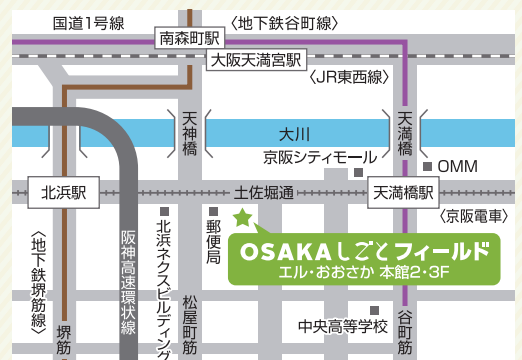 国道1号線
〈地下鉄谷町線〉
南森町駅
大阪天満宮駅
〈JR東西線〉
天神橋
大川
天満橋
京阪シティモール
OMM
北浜駅
土佐堀通
天満橋駅
〈京阪電車〉
〈地下鉄堺筋線〉
阪神高速環状線
北浜ネクスビルディング
郵便局
OSAKAしごとフィールド
エル・おおさか 本館2・3F
松屋町筋
中央高等学校
堺筋
谷町筋